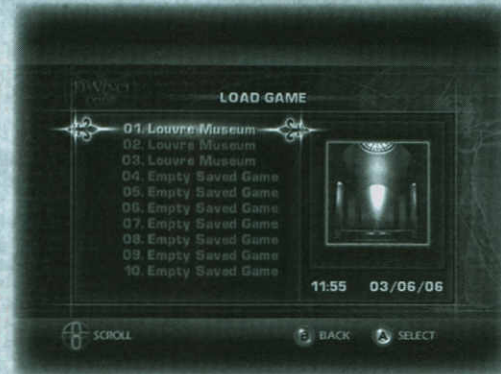 DaVinci
CODE
LOAD GAME
01. Louvre Museum
02. Louvre Museum
03. Louvre Museum
04. Empty Saved Game
05. Empty Saved Game
06. Empty Saved Game
07. Empty Saved Game
08. Empty Saved Game
09. Empty Saved Game
10. Empty Saved Game
11:55 03/06/06
SCROLL
B BACK
A SELECT